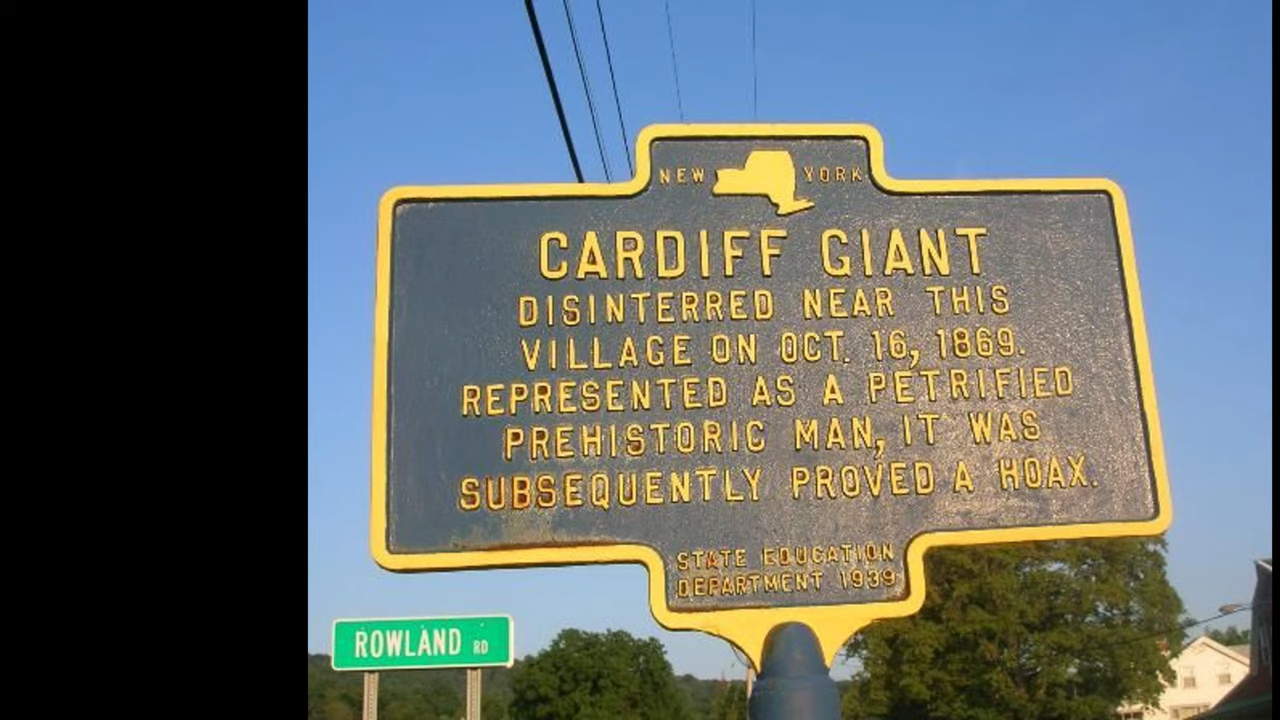 NEW YORK
CARDIFF GIANT
DISINTERRED NEAR THIS
VILLAGE ON OCT. 16, 1869.
REPRESENTED AS A PETRIFIED
PREHISTORIC MAN, IT WAS
SUBSEQUENTLY PROVED A HOAX.
STATE EDUCATION
DEPARTMENT 1939
ROWLAND RD